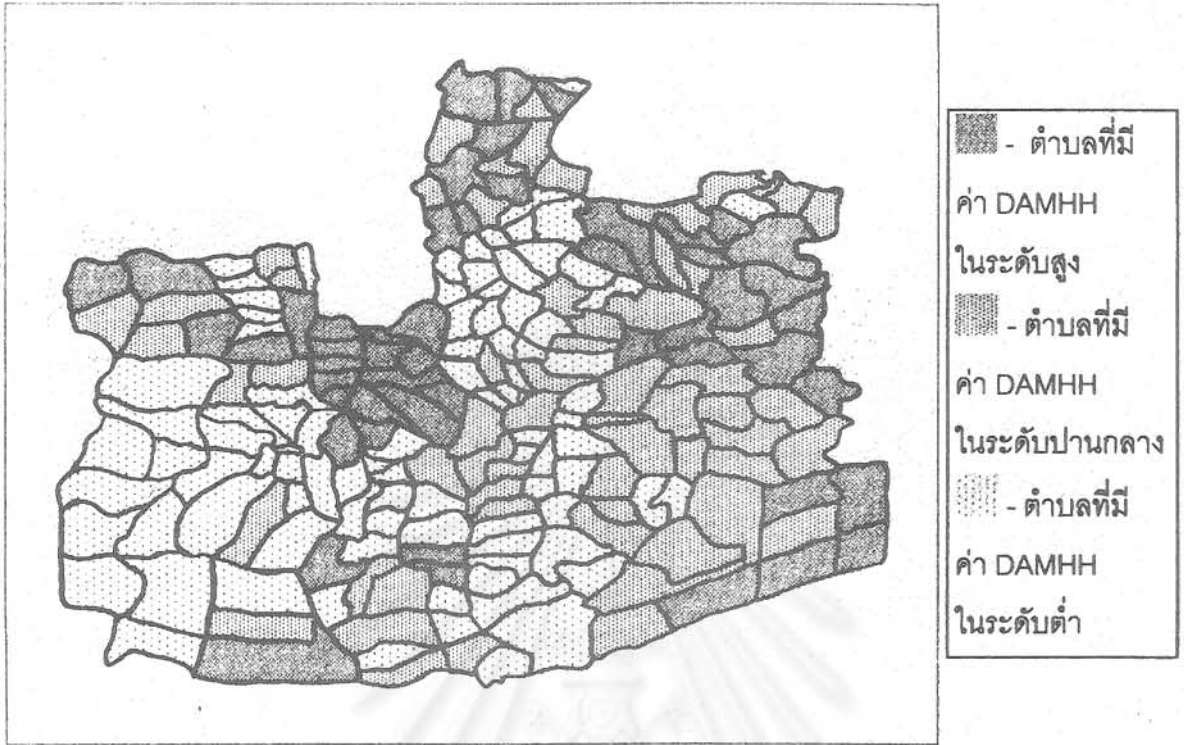 - ตำบลที่มี
ค่า DAMHH
ในระดับสูง
- ตำบลที่มี
ค่า DAMHH
ในระดับปานกลาง
- ตำบลที่มี
ค่า DAMHH
ในระดับต่ำ